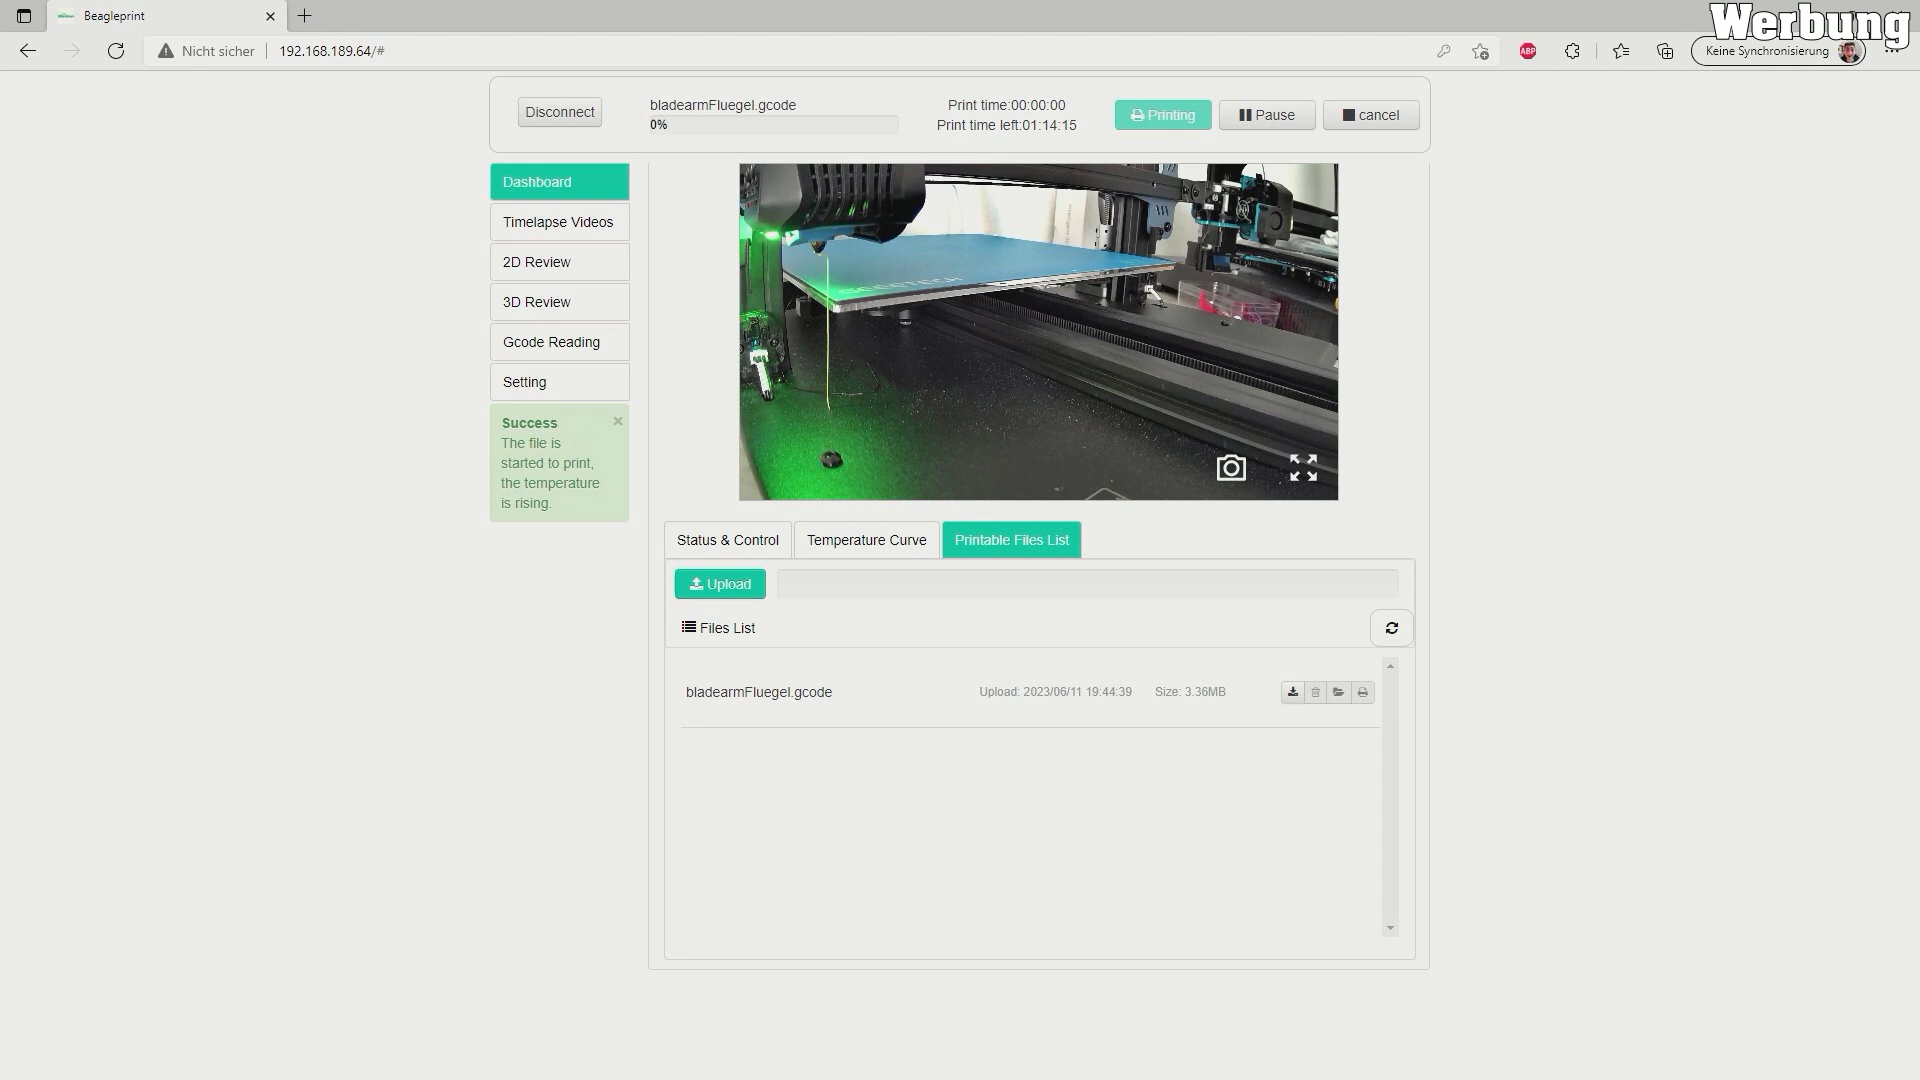 Beagleprint
Werbung
Nicht sicher
192.168.189.64/#
ABP
Keine Synchronisierung
Disconnect
bladearmFluegel.gcode
0%
Print time:00:00:00
Print time left:01:14:15
Printing
Pause
cancel
Dashboard
Timelapse Videos
2D Review
3D Review
Gcode Reading
Setting
Success
The file is
started to print,
the temperature
is rising.
Status & Control
Temperature Curve
Printable Files List
Upload
Files List
bladearmFluegel.gcode
Upload: 2023/06/11 19:44:39
Size: 3.36MB